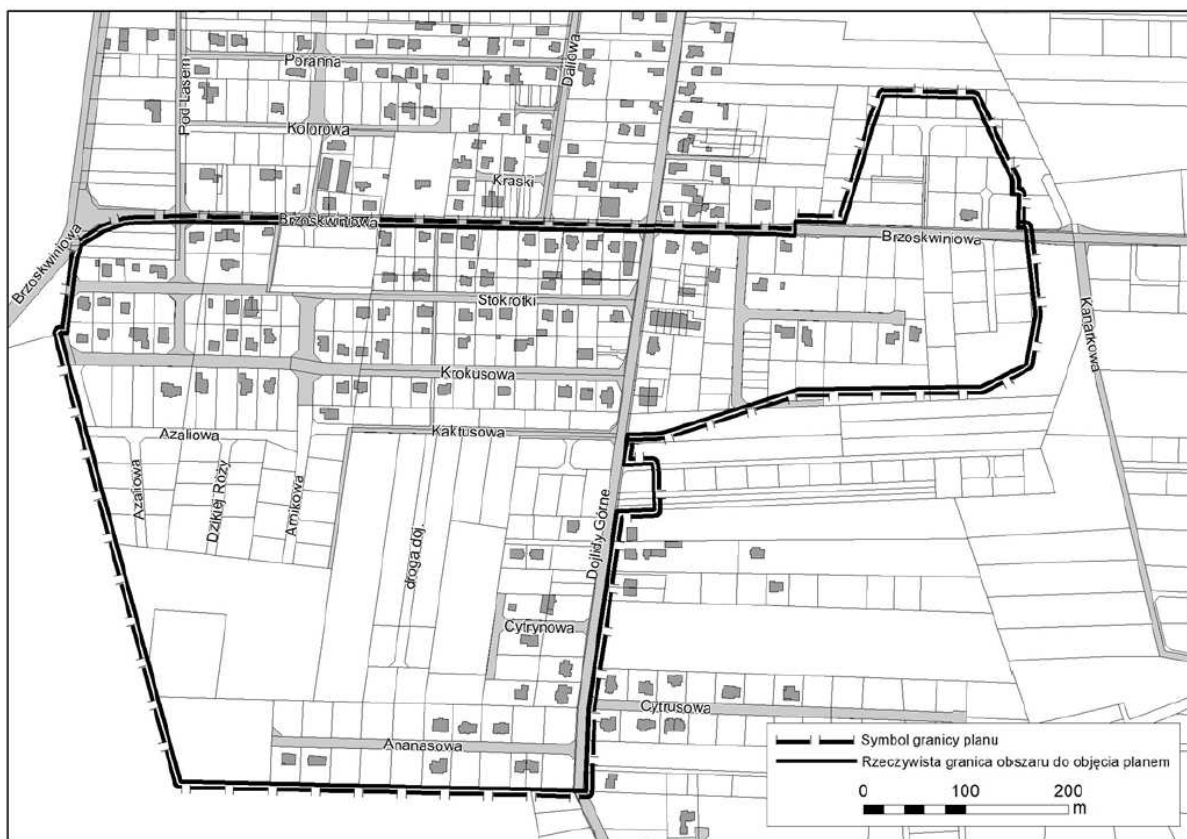 Poranna
Daliowa
Pod Lasem
Kolorowa
Kraski
Brzoskwiniowa
Brzoskwiniowa
Brzoskwiniowa
Stokrotki
Kanarkowa
Krokusowa
Kaktusowa
Azaliowa
Azaliowa
Dzikiej Róży
Arnikowa
droga doj.
Dojlidy Górne
Cytrynowa
Cytrusowa
Ananasowa
Symbol granicy planu
Rzeczywista granica obszaru do objęcia planem
0 100 200
m